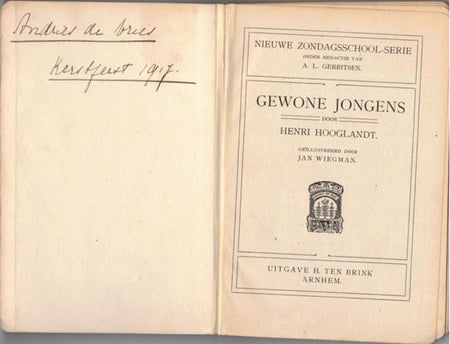 Andries de Vries
Kerstfeest 1917.
NIEUWE ZONDAGSSCHOOL-SERIE
ONDER REDACTIE VAN
A. L. GERRITSEN.
GEWONE JONGENS
DOOR
HENRI HOOGLANDT.
GEÏLLUSTREERD DOOR
JAN WIEGMAN.
UITGAVE H. TEN BRINK
ARNHEM.